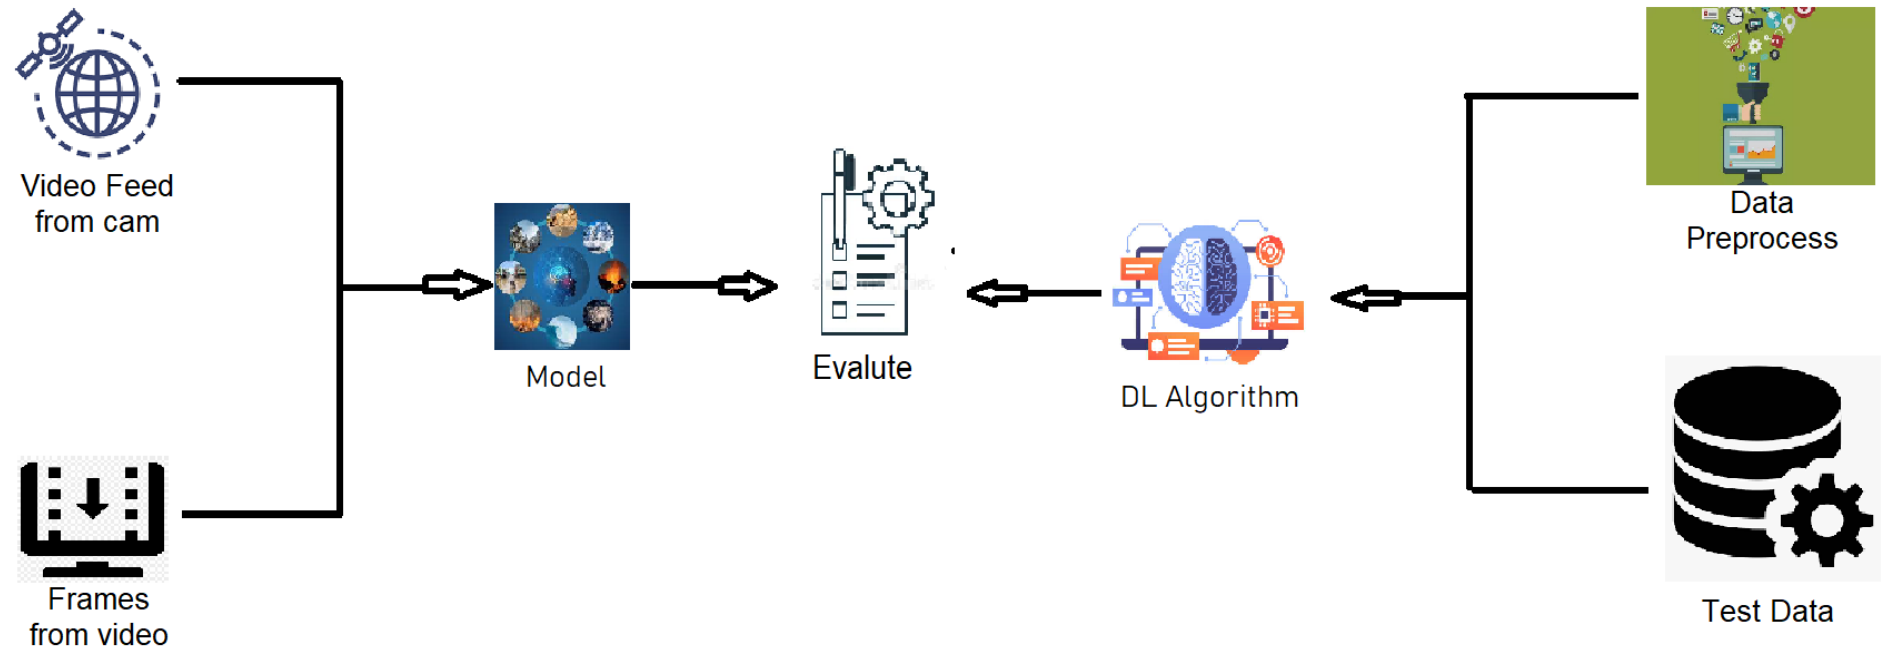 Video Feed
from cam
Frames
from video
Model
Evalute
DL Algorithm
Data
Preprocess
Test Data